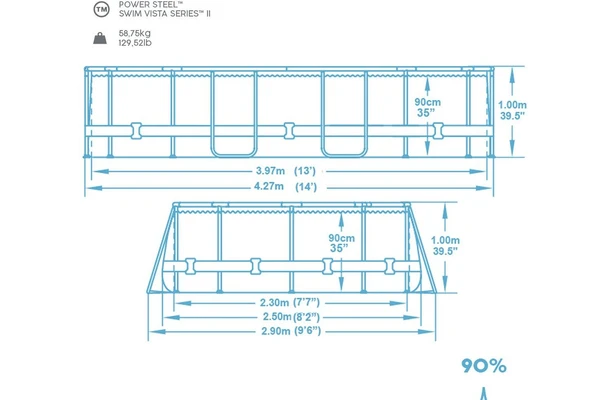 TM
POWER STEEL™
SWIM VISTA SERIES™ II
58,75kg
129,52lb
90cm
35"
1.00m
39.5"
3.97m (13')
4.27m (14')
90cm
35"
1.00m
39.5"
2.30m (7'7")
2.50m (8'2")
2.90m (9'6")
90%